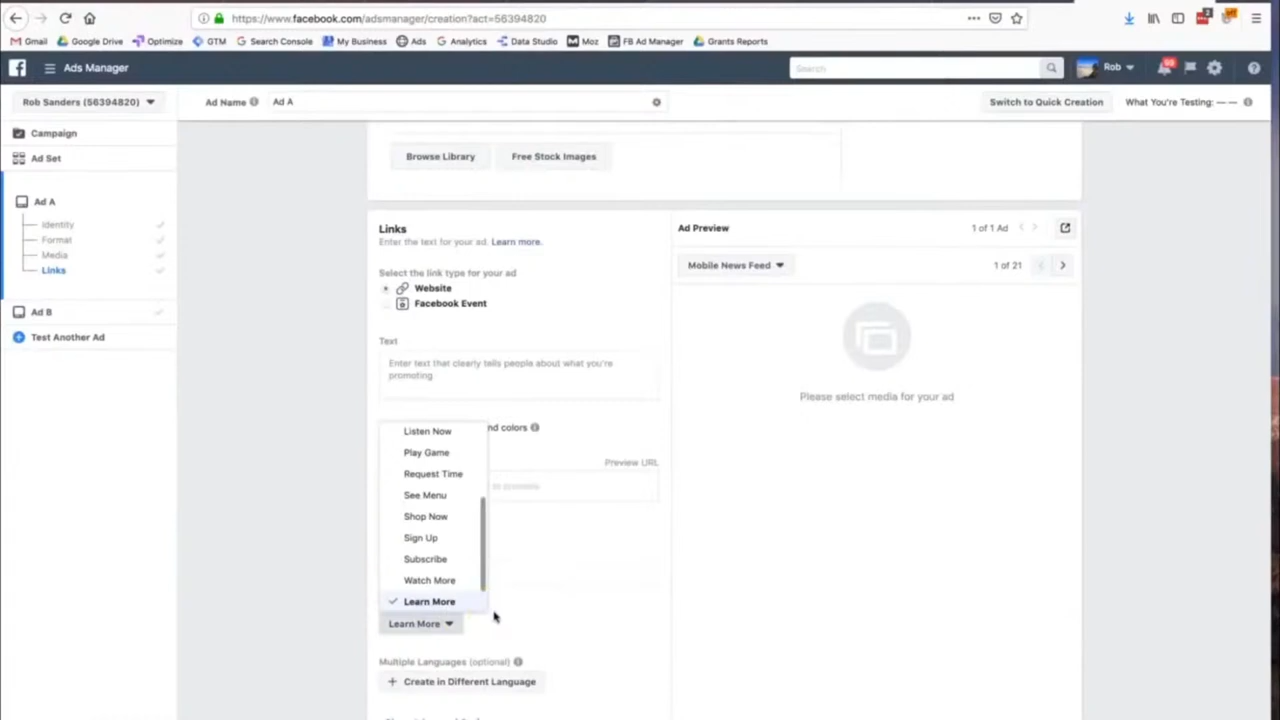 https://www.facebook.com/adsmanager/creation?act=56394820
Gmail Google Drive Optimize GTM Search Console My Business Ads Analytics Data Studio Moz FB Ad Manager Grants Reports
Ads Manager Search Rob
Rob Sanders (56394820) Ad Name Ad A Switch to Quick Creation What You're Testing: — —
Campaign
Ad Set
Ad A
Identity
Format
Media
Links
Ad B
Test Another Ad
Browse Library Free Stock Images
Links
Enter the text for your ad. Learn more.
Select the link type for your ad
Website
Facebook Event
Text
Enter text that clearly tells people about what you're
promoting
nd colors
Preview URL
Listen Now
Play Game
Request Time
See Menu
Shop Now
Sign Up
Subscribe
Watch More
Learn More
Learn More
Multiple Languages (optional)
+ Create in Different Language
Ad Preview 1 of 1 Ad
Mobile News Feed 1 of 21
Please select media for your ad